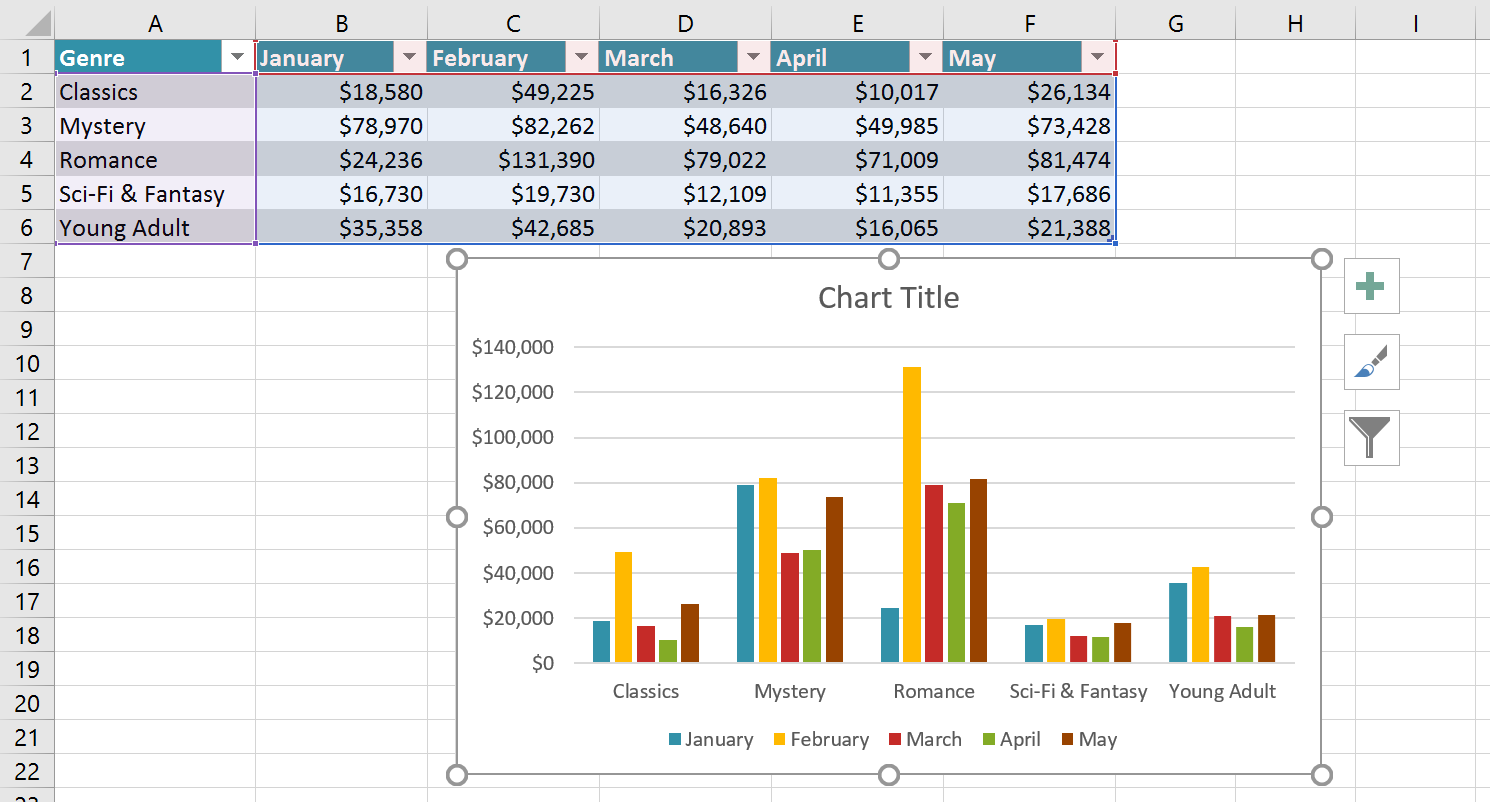 A B C D E F G H I
1 Genre January February March April May
2 Classics $18,580 $49,225 $16,326 $10,017 $26,134
3 Mystery $78,970 $82,262 $48,640 $49,985 $73,428
4 Romance $24,236 $131,390 $79,022 $71,009 $81,474
5 Sci-Fi & Fantasy $16,730 $19,730 $12,109 $11,355 $17,686
6 Young Adult $35,358 $42,685 $20,893 $16,065 $21,388
7
8
9
10
11
12
13
14
15
16
17
18
19
20
21
22
23
Chart Title
$140,000
$120,000
$100,000
$80,000
$60,000
$40,000
$20,000
$0
Classics Mystery Romance Sci-Fi & Fantasy Young Adult
January February March April May